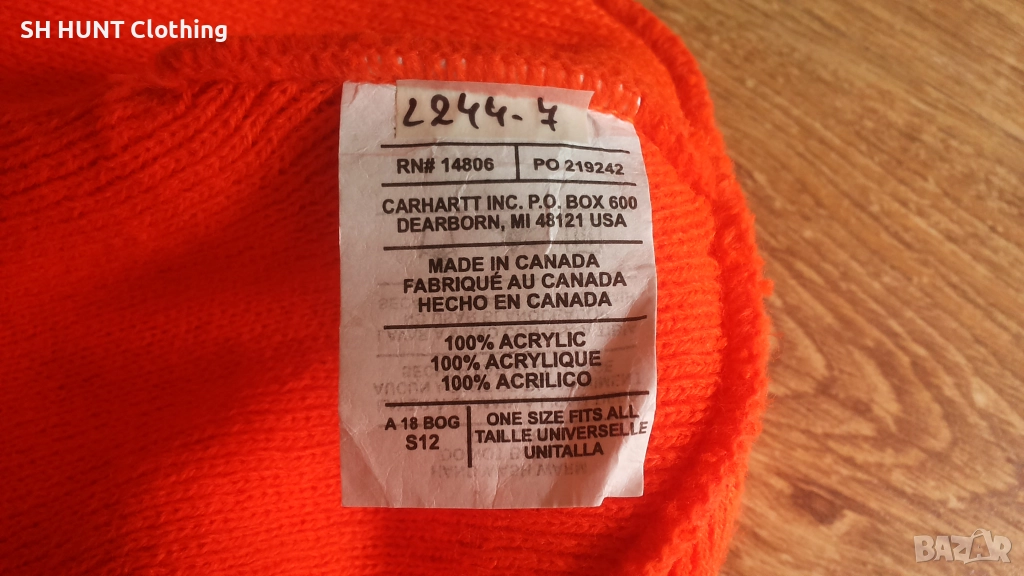 SH HUNT Clothing
L244-7
RN# 14806 PO 219242
CARHARTT INC. P.O. BOX 600
DEARBORN, MI 48121 USA
MADE IN CANADA
FABRIQUÉ AU CANADA
HECHO EN CANADA
100% ACRYLIC
100% ACRYLIQUE
100% ACRILICO
A 18 BOG
S12
ONE SIZE FITS ALL
TAILLE UNIVERSELLE
UNITALLA
BAZAR